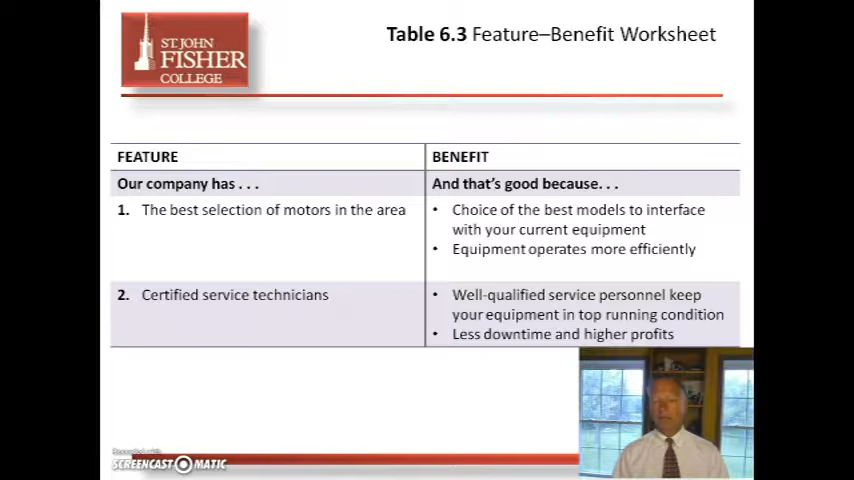 ST. JOHN
FISHER
COLLEGE
Table 6.3 Feature–Benefit Worksheet
FEATURE
BENEFIT
Our company has . . .
And that's good because. . .
1. The best selection of motors in the area
• Choice of the best models to interface
with your current equipment
• Equipment operates more efficiently
2. Certified service technicians
• Well-qualified service personnel keep
your equipment in top running condition
• Less downtime and higher profits
Recorded with
SCREENCAST MATIC